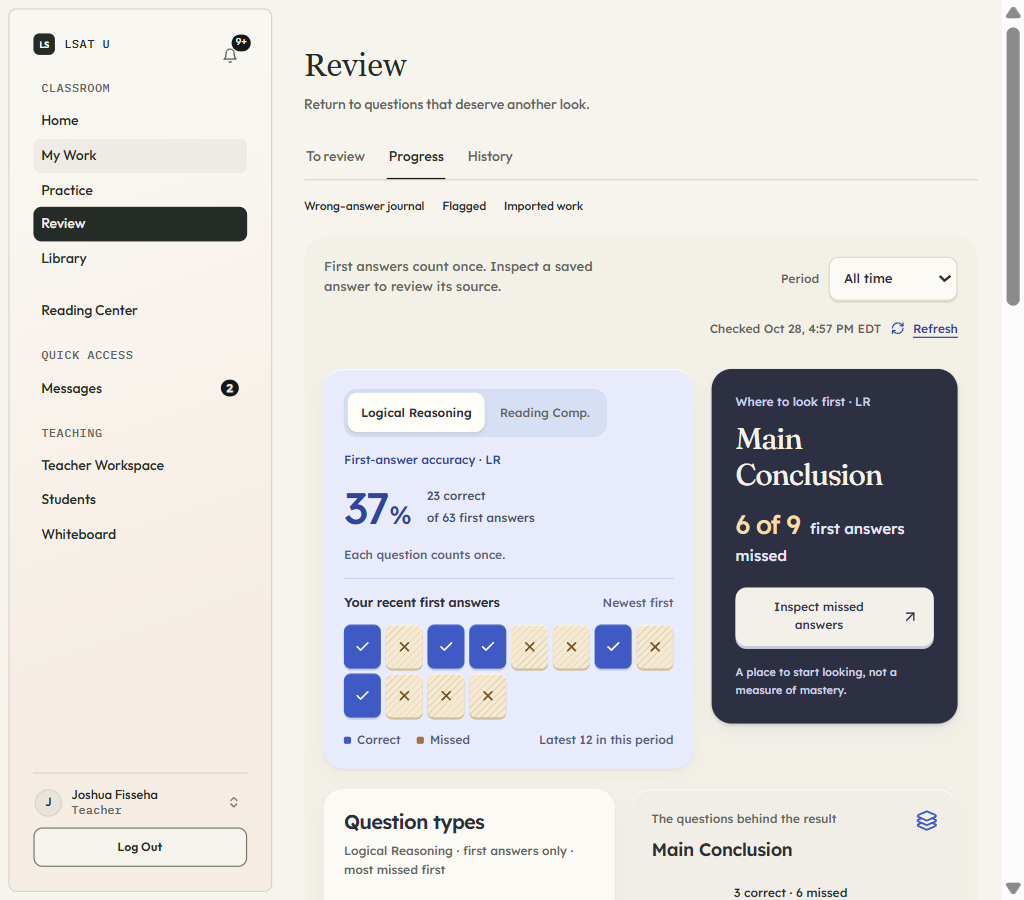 LS LSAT U 9+
CLASSROOM
Home
My Work
Practice
Review
Library
Reading Center
QUICK ACCESS
Messages 2
TEACHING
Teacher Workspace
Students
Whiteboard
J Joshua Fisseha
Teacher
Log Out
Review
Return to questions that deserve another look.
To review Progress History
Wrong-answer journal Flagged Imported work
First answers count once. Inspect a saved
answer to review its source.
Period All time
Checked Oct 28, 4:57 PM EDT Refresh
Logical Reasoning Reading Comp.
First-answer accuracy · LR
37%
23 correct
of 63 first answers
Each question counts once.
Your recent first answers Newest first
Correct Missed Latest 12 in this period
Where to look first · LR
Main
Conclusion
6 of 9 first answers
missed
Inspect missed
answers
A place to start looking, not a
measure of mastery.
Question types
Logical Reasoning · first answers only ·
most missed first
The questions behind the result
Main Conclusion
3 correct · 6 missed